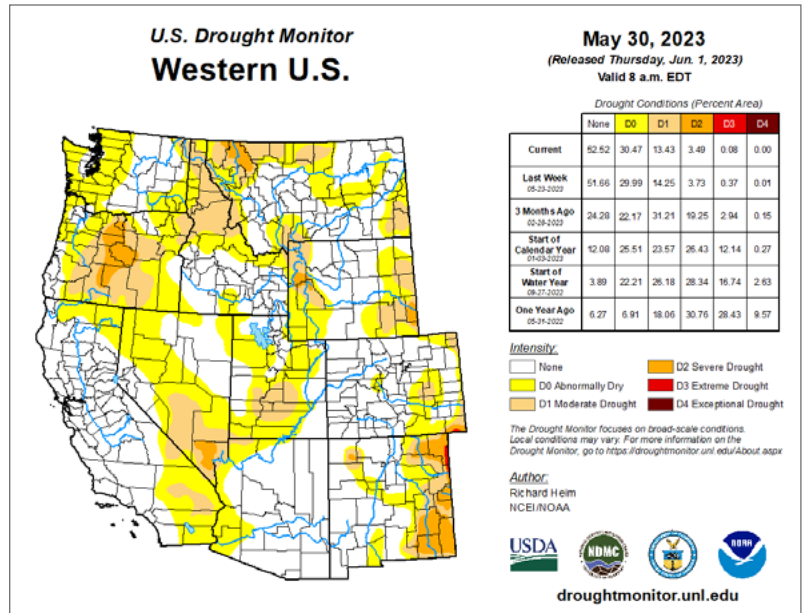 U.S. Drought Monitor
Western U.S.
May 30, 2023
(Released Thursday, Jun. 1, 2023)
Valid 8 a.m. EDT
Drought Conditions (Percent Area)
None D0 D1 D2 D3 D4
Current 52.52 30.47 13.43 3.49 0.08 0.00
Last Week 51.66 29.99 14.25 3.73 0.37 0.01
05-23-2023
3 Months Ago 24.28 22.17 31.21 19.25 2.94 0.15
02-28-2023
Start of
Calendar Year 12.08 25.51 23.57 26.43 12.14 0.27
01-03-2023
Start of
Water Year 3.89 22.21 26.18 28.34 16.74 2.63
09-27-2022
One Year Ago 6.27 6.91 18.06 30.76 28.43 9.57
05-31-2022
Intensity:
None
D0 Abnormally Dry
D1 Moderate Drought
D2 Severe Drought
D3 Extreme Drought
D4 Exceptional Drought
The Drought Monitor focuses on broad-scale conditions.
Local conditions may vary. For more information on the
Drought Monitor, go to https://droughtmonitor.unl.edu/About.aspx
Author:
Richard Heim
NCEI/NOAA
USDA
NDMC
NOAA
droughtmonitor.unl.edu